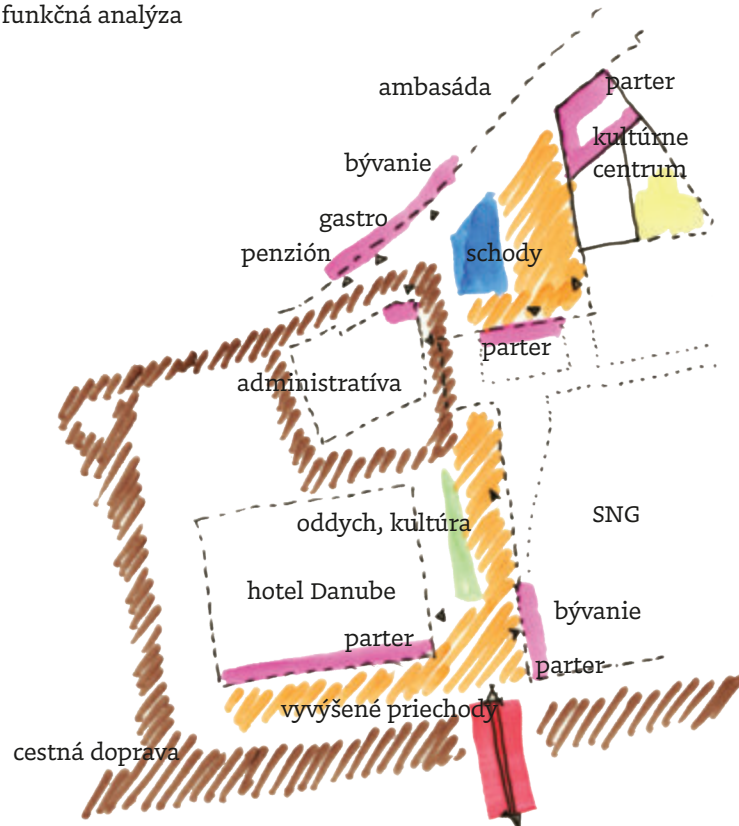 funkčná analýza
ambasáda
parter
kultúrne
centrum
bývanie
gastro
penzión
schody
parter
administratíva
oddych, kultúra
SNG
hotel Danube
bývanie
parter
parter
vyvýšené priechody
cestná doprava